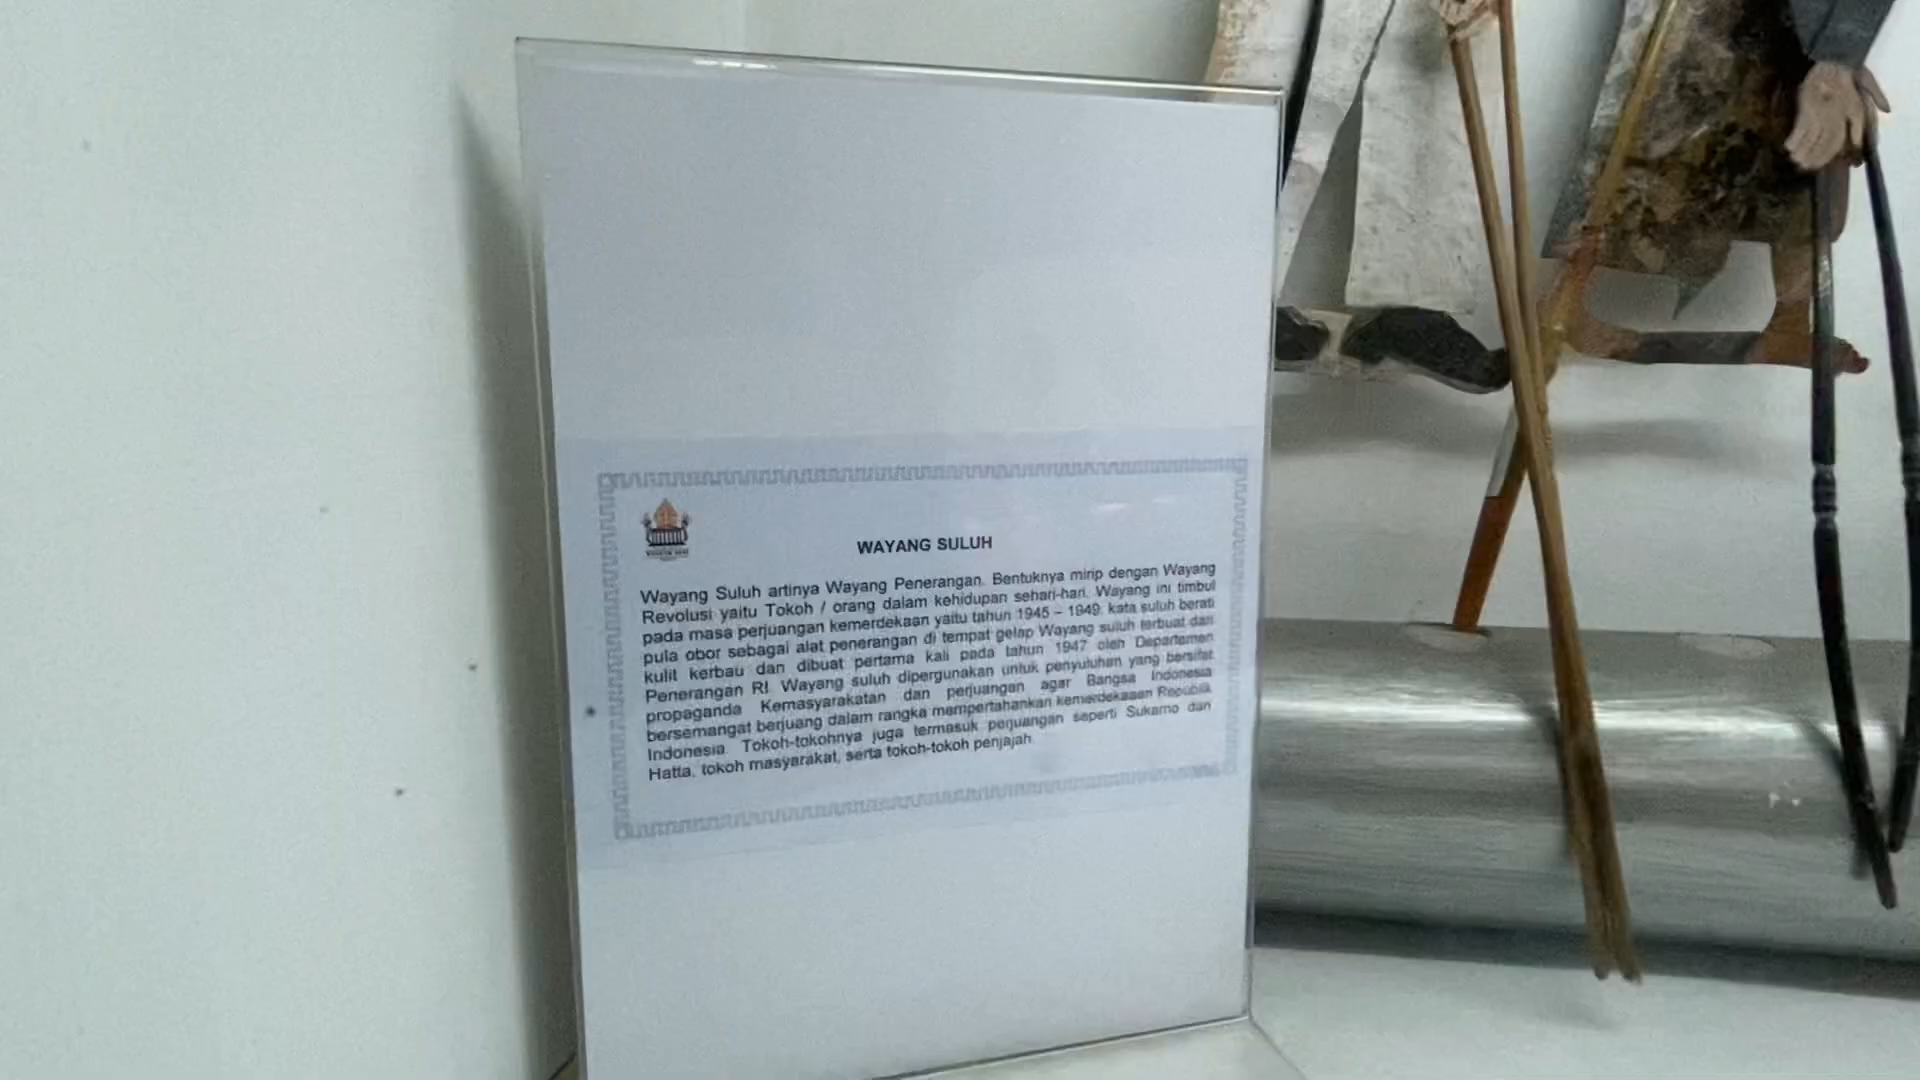 WAYANG SULUH
Wayang Suluh artinya Wayang Penerangan. Bentuknya mirip dengan Wayang
Revolusi yaitu Tokoh / orang dalam kehidupan sehari-hari. Wayang ini timbul
pada masa perjuangan kemerdekaan yaitu tahun 1945 – 1949. kata suluh berati
pula obor sebagai alat penerangan di tempat gelap Wayang suluh terbuat dari
kulit kerbau dan dibuat pertama kali pada tahun 1947 oleh Departemen
Penerangan RI. Wayang suluh dipergunakan untuk penyuluhan yang bersifat
propaganda Kemasyarakatan dan perjuangan agar Bangsa Indonesia
bersemangat berjuang dalam rangka mempertahankan kemerdekaaan Republik
Indonesia. Tokoh-tokohnya juga termasuk perjuangan seperti Sukarno dan
Hatta, tokoh masyarakat, serta tokoh-tokoh penjajah.